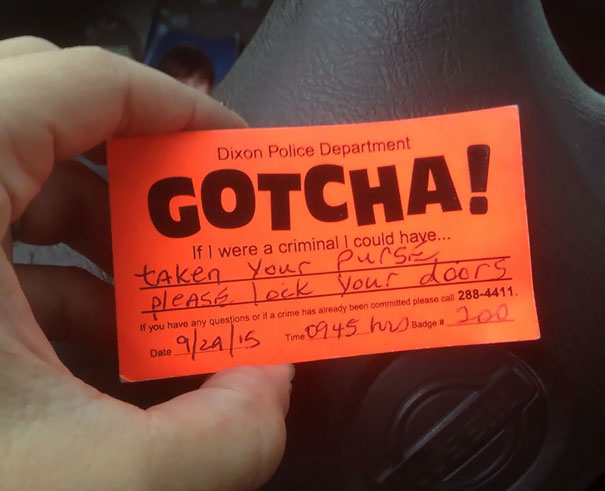 Dixon Police Department
GOTCHA!
If I were a criminal I could have...
taken your purse,
please lock your doors
If you have any questions or if a crime has already been committed please call 288-4411.
Date 9/29/15 Time 0945 hrs Badge # 200